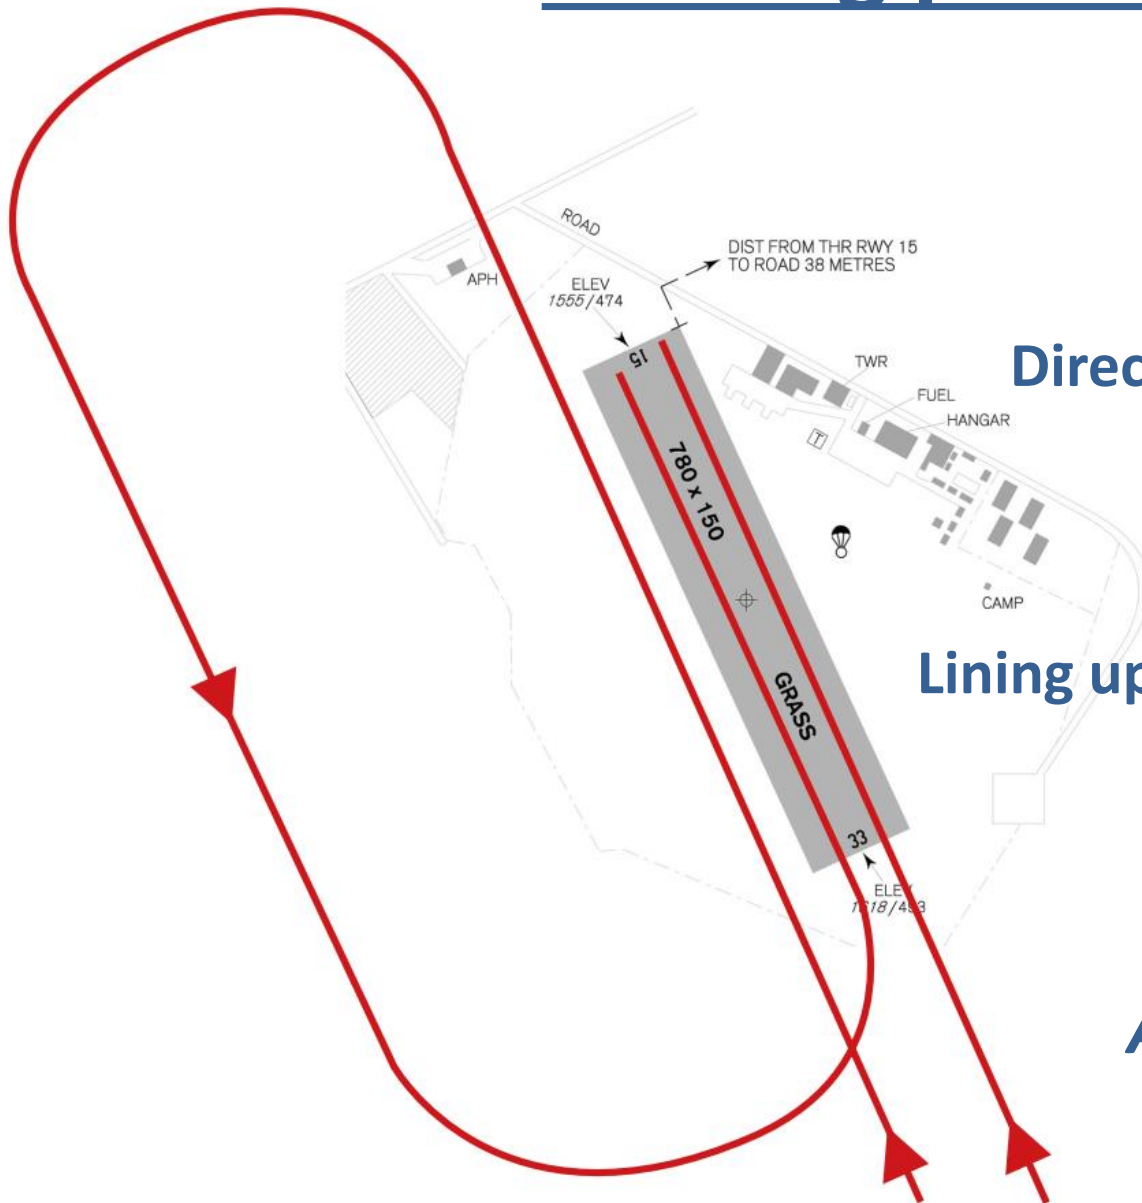 ROAD
DIST FROM THR RWY 15
TO ROAD 38 METRES
APH
ELEV
1555/474
15
TWR
Direc
FUEL
HANGAR
780 x 150
CAMP
Lining up
GRASS
33
ELEV
A